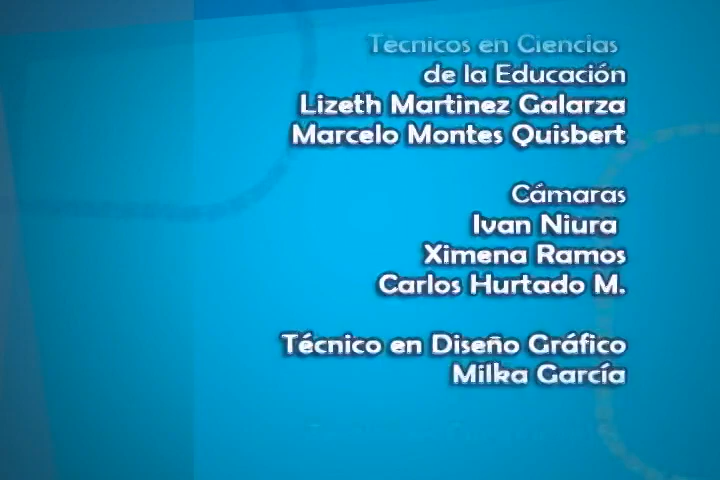 Técnicos en Ciencias
de la Educación
Lizeth Martinez Galarza
Marcelo Montes Quisbert
Cámaras
Ivan Niura
Ximena Ramos
Carlos Hurtado M.
Técnico en Diseño Gráfico
Milka García